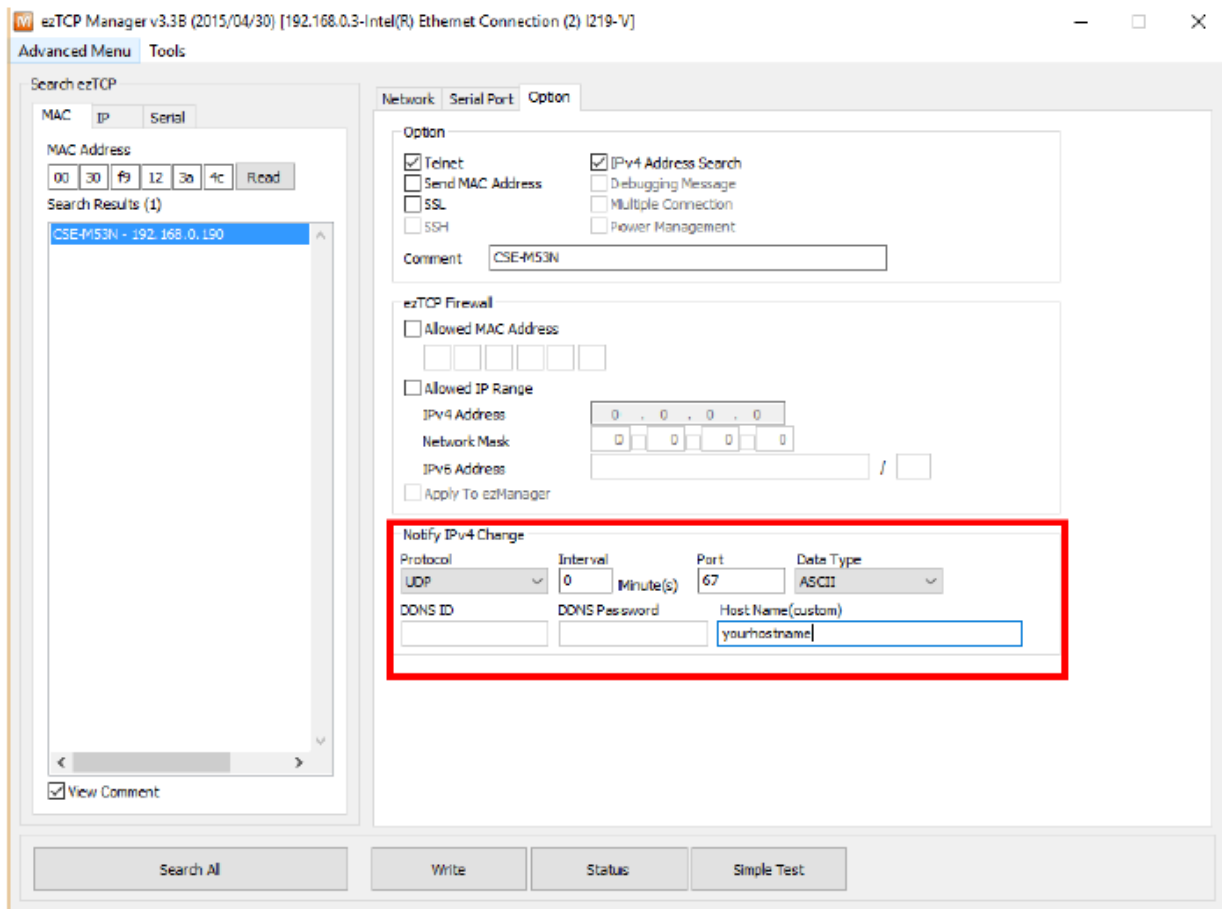 ezTCP Manager v3.3B (2015/04/30) [192.168.0.3-Intel(R) Ethernet Connection (2) I219-V]
Advanced Menu Tools
Search ezTCP
MAC IP Serial
MAC Address
00 30 f9 12 3a 4c Read
Search Results (1)
CSE-M53N - 192.168.0.190
View Comment
Network Serial Port Option
Option
Telnet IPv4 Address Search
Send MAC Address Debugging Message
SSL Multiple Connection
SSH Power Management
Comment CSE-M53N
ezTCP Firewall
Allowed MAC Address
Allowed IP Range
IPv4 Address 0 . 0 . 0 . 0
Network Mask 0 0 0 0
IPv6 Address /
Apply To ezManager
Notify IPv4 Change
Protocol Interval Port Data Type
UDP 0 Minute(s) 67 ASCII
DDNS ID DDNS Password Host Name(custom)
yourhostname
Search All Write Status Simple Test